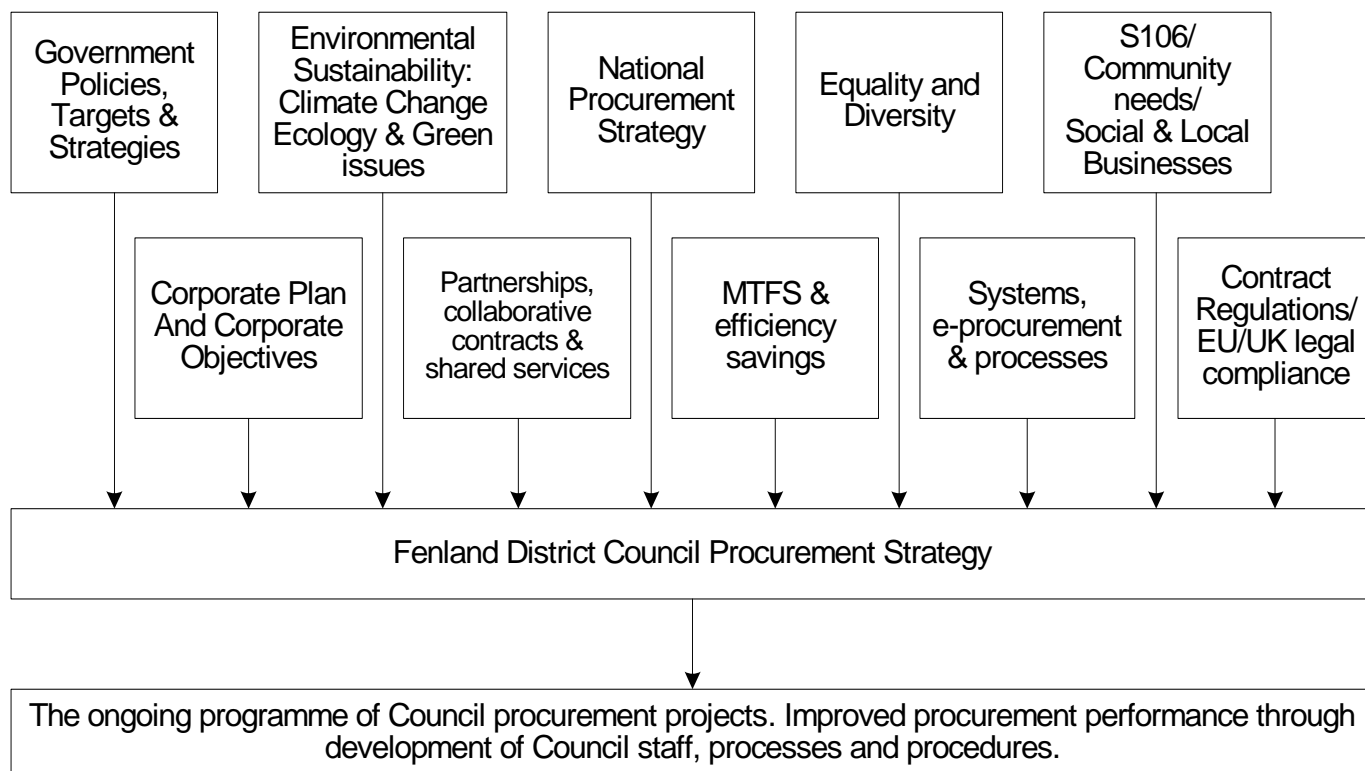 Government
Policies,
Targets &
Strategies
Environmental
Sustainability:
Climate Change
Ecology & Green
issues
National
Procurement
Strategy
Equality and
Diversity
S106/
Community
needs/
Social & Local
Businesses
Corporate Plan
And Corporate
Objectives
Partnerships,
collaborative
contracts &
shared services
MTFS &
efficiency
savings
Systems,
e-procurement
& processes
Contract
Regulations/
EU/UK legal
compliance
Fenland District Council Procurement Strategy
The ongoing programme of Council procurement projects. Improved procurement performance through
development of Council staff, processes and procedures.